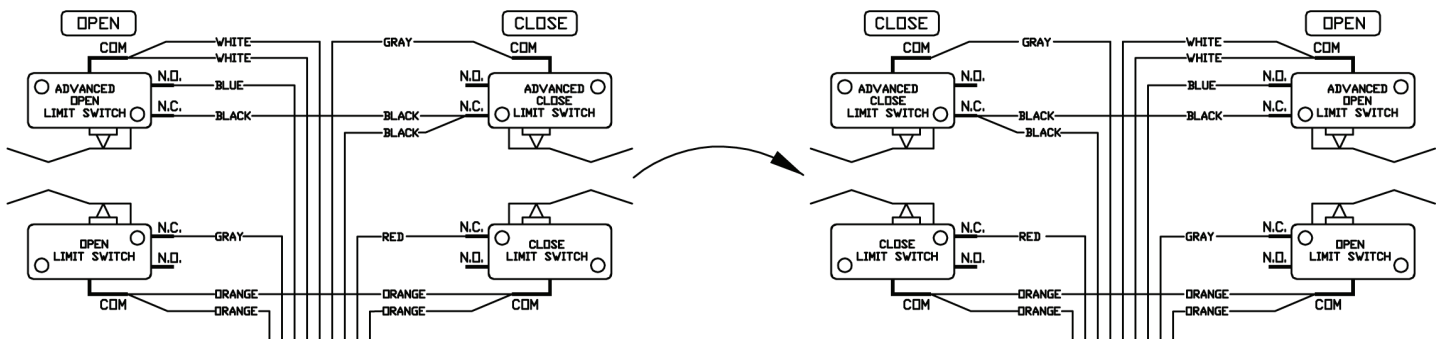 OPEN
CLOSE
CLOSE
OPEN
COM
WHITE
GRAY
COM
COM
GRAY
WHITE
COM
WHITE
WHITE
N.O.
BLUE
N.O.
N.O.
BLUE
N.O.
ADVANCED
OPEN
LIMIT SWITCH
ADVANCED
CLOSE
LIMIT SWITCH
ADVANCED
CLOSE
LIMIT SWITCH
ADVANCED
OPEN
LIMIT SWITCH
N.C.
BLACK
BLACK
N.C.
N.C.
BLACK
BLACK
N.C.
BLACK
BLACK
N.C.
GRAY
RED
N.C.
N.C.
RED
GRAY
N.C.
OPEN
LIMIT SWITCH
CLOSE
LIMIT SWITCH
CLOSE
LIMIT SWITCH
OPEN
LIMIT SWITCH
N.O.
N.O.
N.O.
N.O.
COM
ORANGE
ORANGE
COM
COM
ORANGE
ORANGE
COM
ORANGE
ORANGE
ORANGE
ORANGE